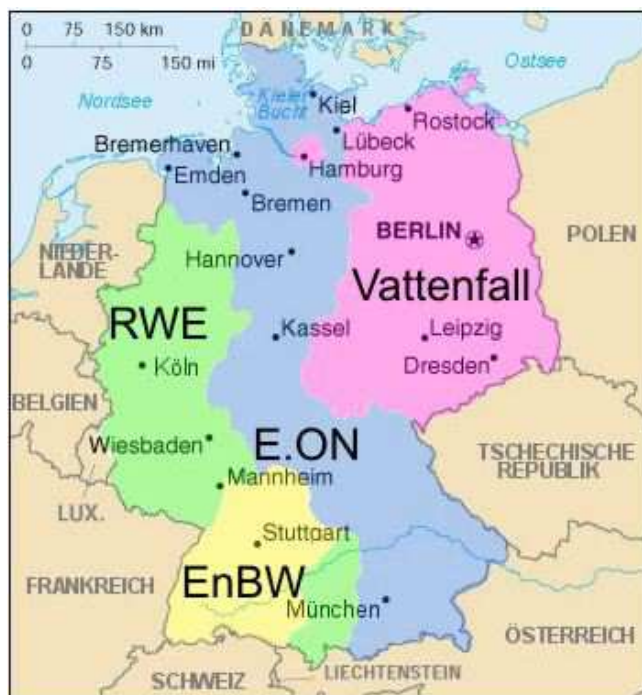 0 75 150 km
0 75 150 mi
DÄNEMARK
Nordsee
Kieler
Bucht
Ostsee
Kiel
Rostock
Lübeck
Bremerhaven
Hamburg
Emden
Bremen
BERLIN
POLEN
NIEDER-
LANDE
Hannover
Vattenfall
RWE
Kassel
Leipzig
Köln
Dresden
BELGIEN
Wiesbaden
E.ON
TSCHECHISCHE
REPUBLIK
Mannheim
LUX.
Stuttgart
FRANKREICH
EnBW
München
ÖSTERREICH
LIECHTENSTEIN
SCHWEIZ